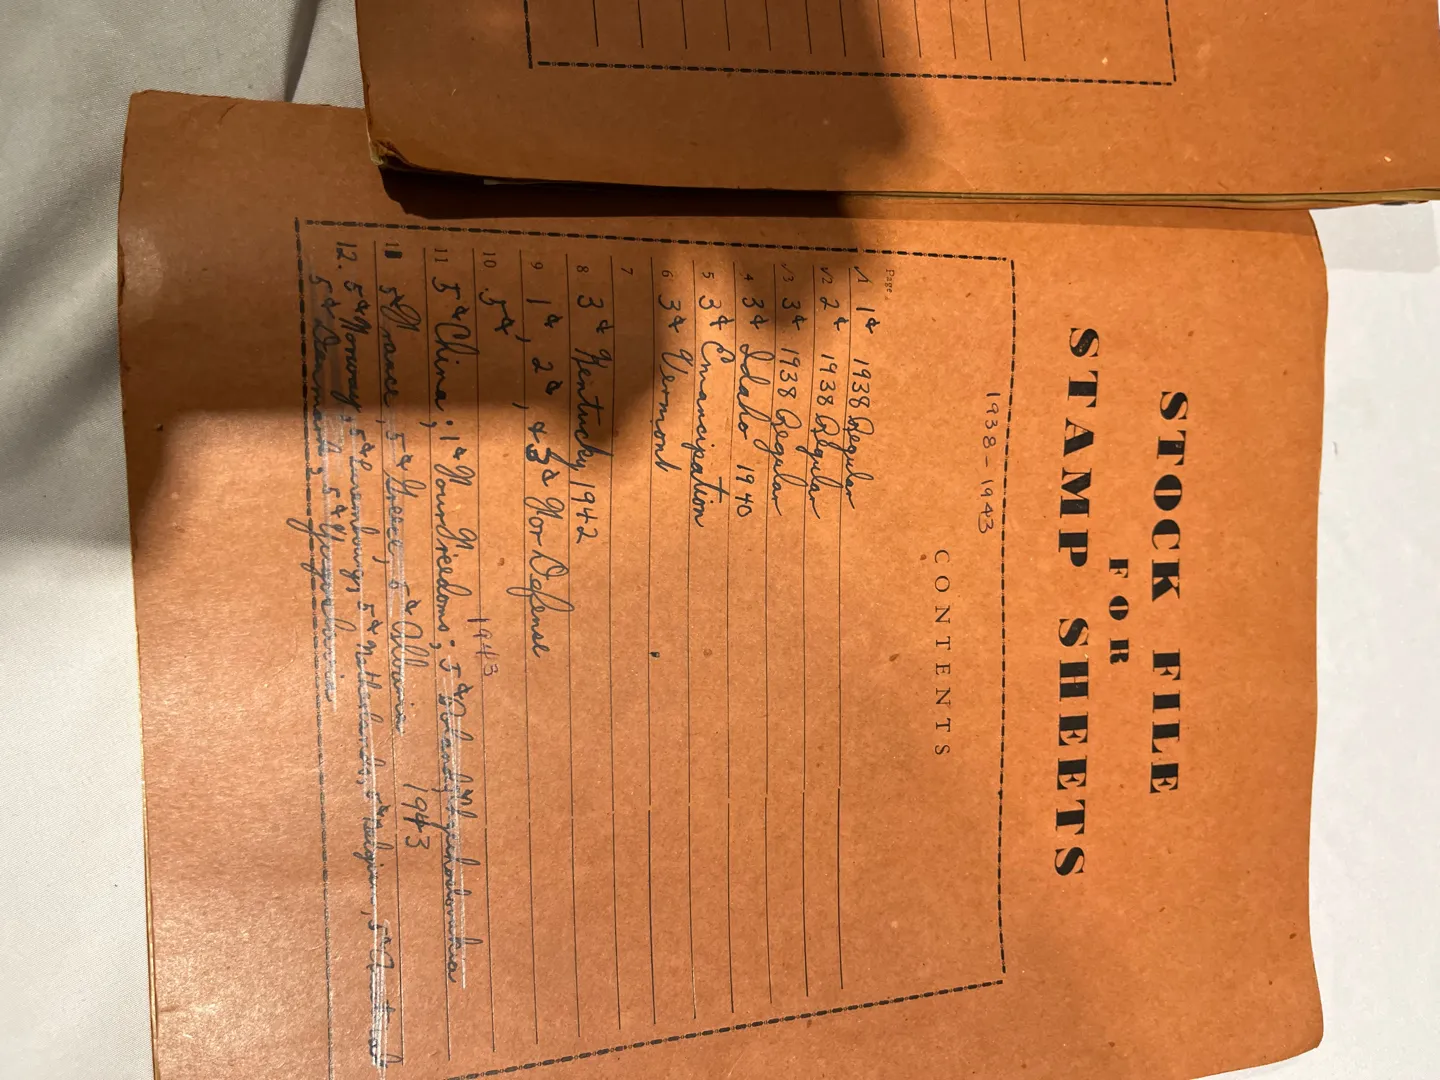 STOCK FILE
FOR
STAMP SHEETS
1938-1943
CONTENTS
Page
√1 1¢ 1938 Regular
√2 2¢ 1938 Regular
√3 3¢ 1938 Regular
4 3¢ Idaho 1940
5 3¢ Emancipation
6 3¢ Vermont
7
8 3¢ Kentucky 1942
9 1¢, 2¢, + 3¢ Nor Defense
10 5¢ 1943
11 5¢ China; 1¢ Four Freedoms; 5¢ Poland, Czechoslovakia
11 5¢ France, 5¢ Greece, 5¢ Albania 1943
12. 5¢ Norway, 5¢ Luxembourg, 5¢ Netherlands, 5¢ Belgium, 5¢ Austria
5¢ Denmark, 5¢ Yugoslavia